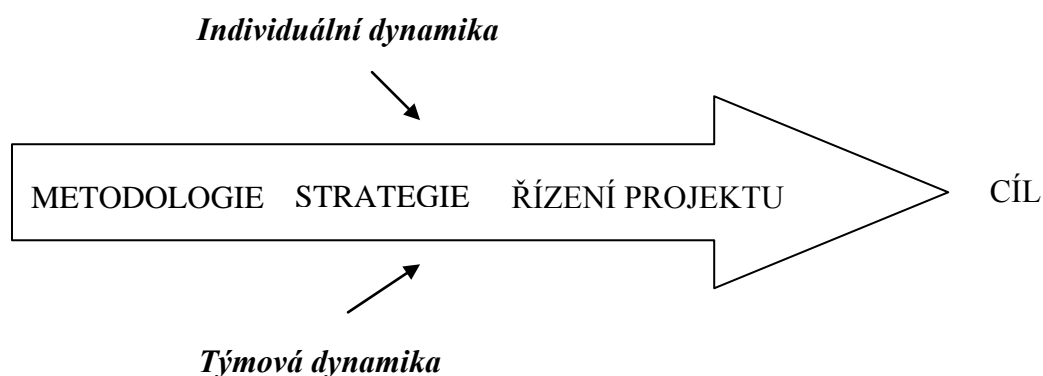 Individuální dynamika
METODOLOGIE STRATEGIE ŘÍZENÍ PROJEKTU CÍL
Týmová dynamika